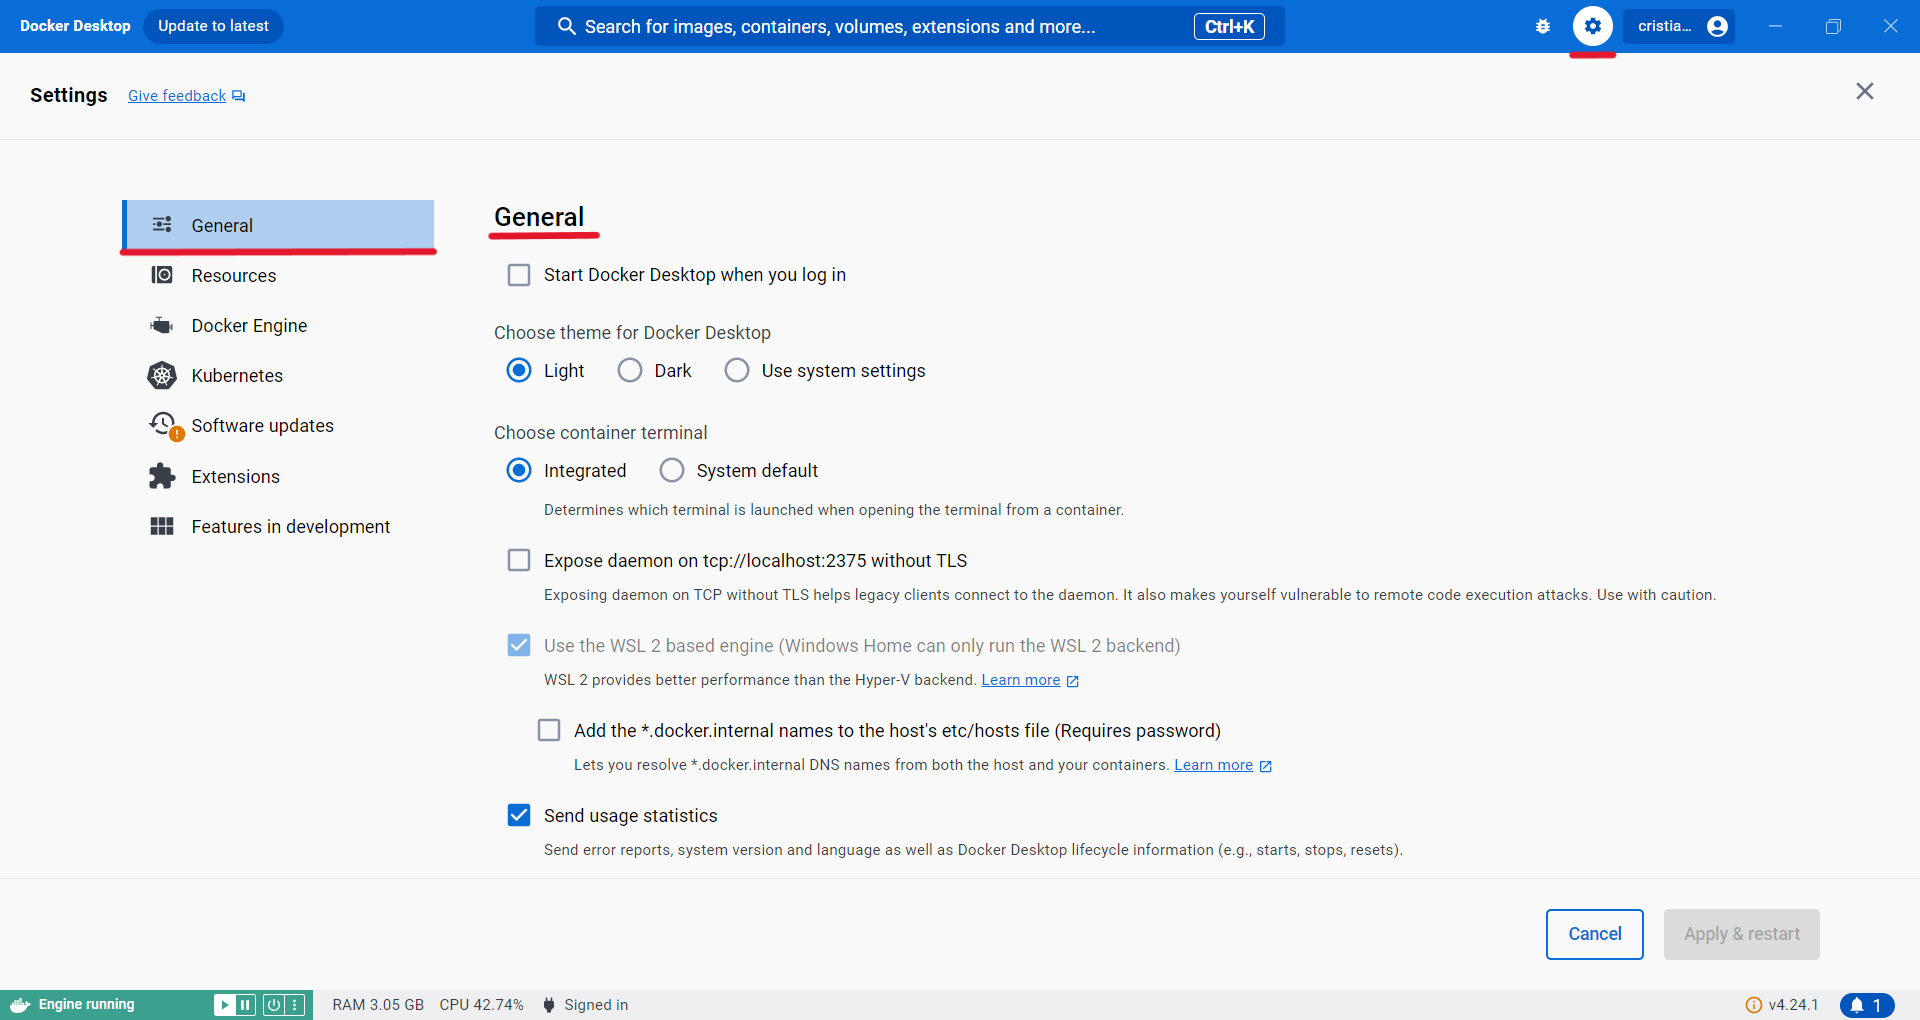 Docker Desktop
Update to latest
Search for images, containers, volumes, extensions and more...
Ctrl+K
cristia...
Settings
Give feedback
General
Resources
Docker Engine
Kubernetes
Software updates
Extensions
Features in development
General
Start Docker Desktop when you log in
Choose theme for Docker Desktop
Light
Dark
Use system settings
Choose container terminal
Integrated
System default
Determines which terminal is launched when opening the terminal from a container.
Expose daemon on tcp://localhost:2375 without TLS
Exposing daemon on TCP without TLS helps legacy clients connect to the daemon. It also makes yourself vulnerable to remote code execution attacks. Use with caution.
Use the WSL 2 based engine (Windows Home can only run the WSL 2 backend)
WSL 2 provides better performance than the Hyper-V backend. Learn more
Add the *.docker.internal names to the host's etc/hosts file (Requires password)
Lets you resolve *.docker.internal DNS names from both the host and your containers. Learn more
Send usage statistics
Send error reports, system version and language as well as Docker Desktop lifecycle information (e.g., starts, stops, resets).
Cancel
Apply & restart
Engine running
RAM 3.05 GB
CPU 42.74%
Signed in
v4.24.1
1